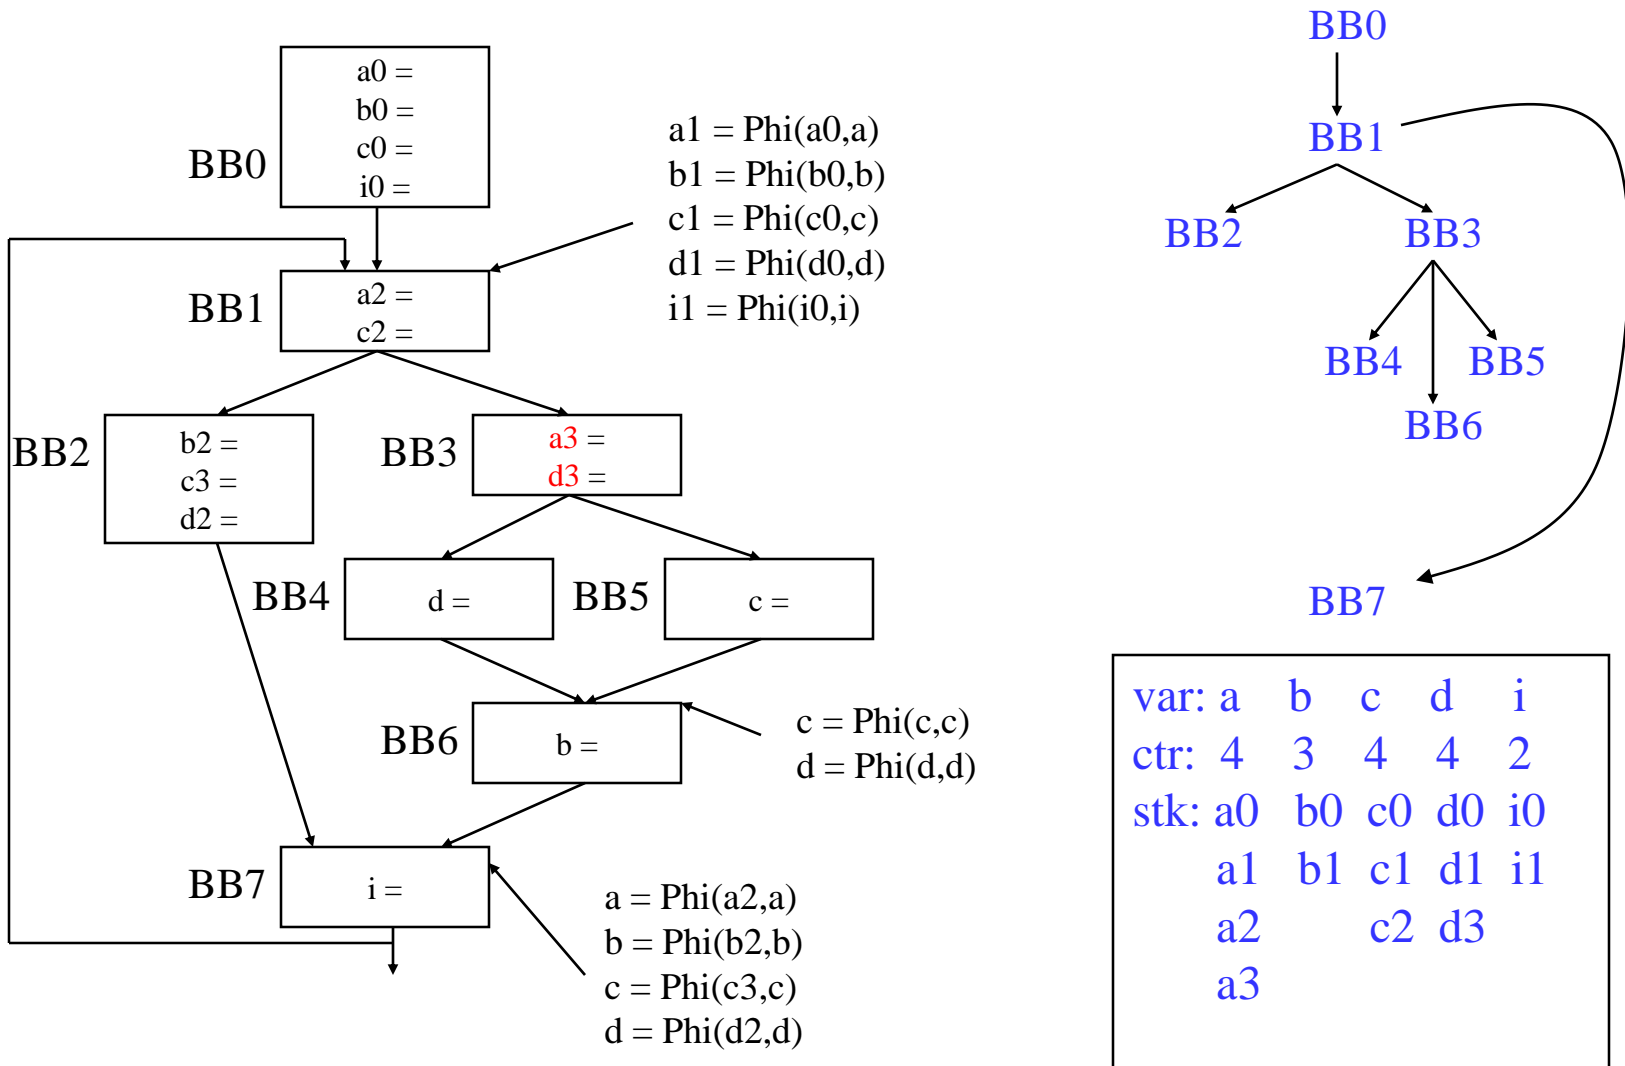 BB0
a0 =
b0 =
c0 =
i0 =
a1 = Phi(a0,a)
b1 = Phi(b0,b)
c1 = Phi(c0,c)
d1 = Phi(d0,d)
i1 = Phi(i0,i)
BB1
a2 =
c2 =
BB2
b2 =
c3 =
d2 =
BB3
a3 =
d3 =
BB4
d =
BB5
c =
BB6
b =
c = Phi(c,c)
d = Phi(d,d)
BB7
i =
a = Phi(a2,a)
b = Phi(b2,b)
c = Phi(c3,c)
d = Phi(d2,d)
BB0
BB1
BB2 BB3
BB4 BB5
BB6
BB7
var: a b c d i
ctr: 4 3 4 4 2
stk: a0 b0 c0 d0 i0
a1 b1 c1 d1 i1
a2 c2 d3
a3